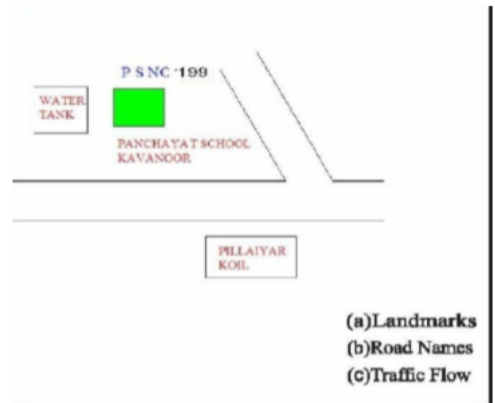 P S NC '199
WATER
TANK
PANCHAYAT SCHOOL
KAVANOOR
PILLAIYAR
KOIL
(a)Landmarks
(b)Road Names
(c)Traffic Flow